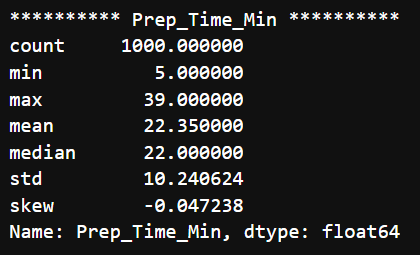 ********** Prep_Time_Min **********
count     1000.000000
min          5.000000
max         39.000000
mean        22.350000
median      22.000000
std         10.240624
skew        -0.047238
Name: Prep_Time_Min, dtype: float64